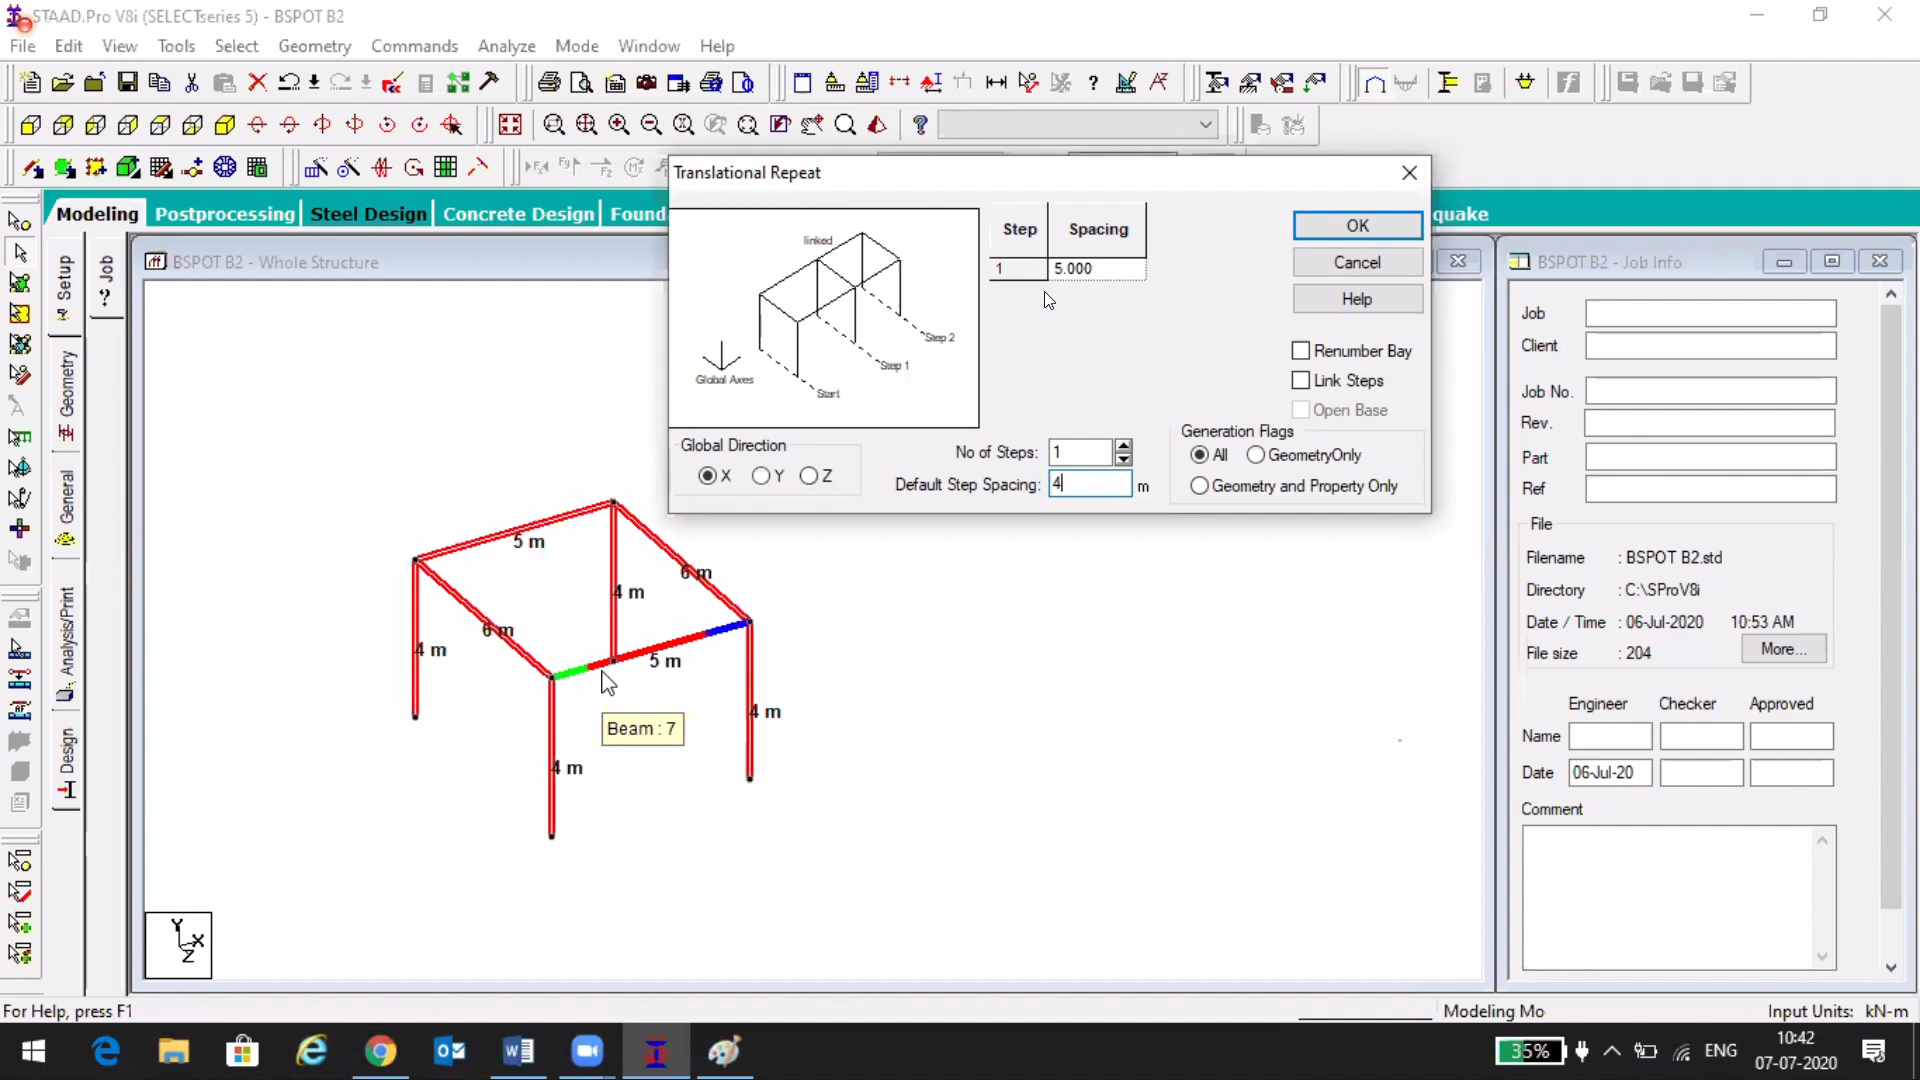 STAAD.Pro V8i (SELECTseries 5) - BSPOT B2
File Edit View Tools Select Geometry Commands Analyze Mode Window Help
Modeling Postprocessing Steel Design Concrete Design Found quake
Translational Repeat
linked
Step 2
Step 1
Start
Global Axes
Step Spacing
1 5.000
OK
Cancel
Help
Renumber Bay
Link Steps
Open Base
Global Direction
X Y Z
No of Steps: 1
Default Step Spacing: 4 m
Generation Flags
All GeometryOnly
Geometry and Property Only
Setup
Geometry
General
Analysis/Print
Design
Job
BSPOT B2 - Whole Structure
5 m
6 m
4 m
6 m
4 m
5 m
4 m
4 m
Beam : 7
Y
X
Z
BSPOT B2 - Job Info
Job
Client
Job No.
Rev.
Part
Ref
File
Filename : BSPOT B2.std
Directory : C:\SProV8i
Date / Time : 06-Jul-2020 10:53 AM
File size : 204 More...
Engineer Checker Approved
Name
Date 06-Jul-20
Comment
For Help, press F1
Modeling Mo
Input Units: kN-m
35% ENG
10:42
07-07-2020